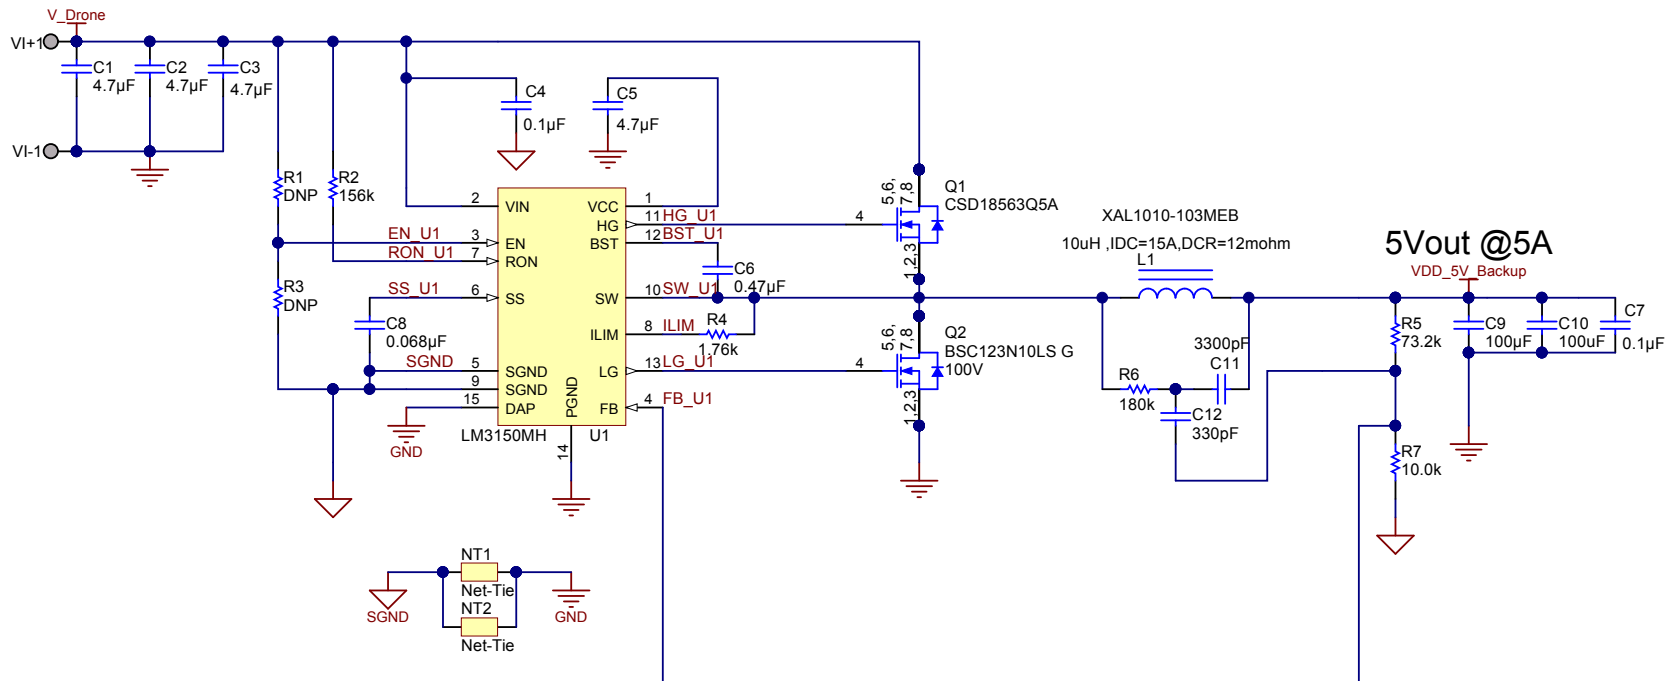 V_Drone
VI+1
C1
4.7µF
C2
4.7µF
C3
4.7µF
VI-1
C4
0.1µF
C5
4.7µF
R1
DNP
R2
156k
R3
DNP
EN_U1
RON_U1
SS_U1
C8
0.068µF
SGND
2
3
7
6
5
9
15
VIN
EN
RON
SS
SGND
SGND
DAP
PGND
VCC
HG
BST
SW
ILIM
LG
FB
1
11
12
10
8
13
4
14
LM3150MH
U1
GND
HG_U1
BST_U1
C6
0.47µF
SW_U1
ILIM
R4
1.76k
LG_U1
FB_U1
5,6,
7,8
Q1
CSD18563Q5A
4
1,2,3
5,6,
7,8
Q2
BSC123N10LS G
100V
4
1,2,3
XAL1010-103MEB
10uH ,IDC=15A,DCR=12mohm
L1
R6
180k
3300pF
C11
C12
330pF
5Vout @5A
VDD_5V_Backup
R5
73.2k
C9
100µF
C10
100uF
C7
0.1µF
R7
10.0k
NT1
Net-Tie
NT2
Net-Tie
SGND
GND